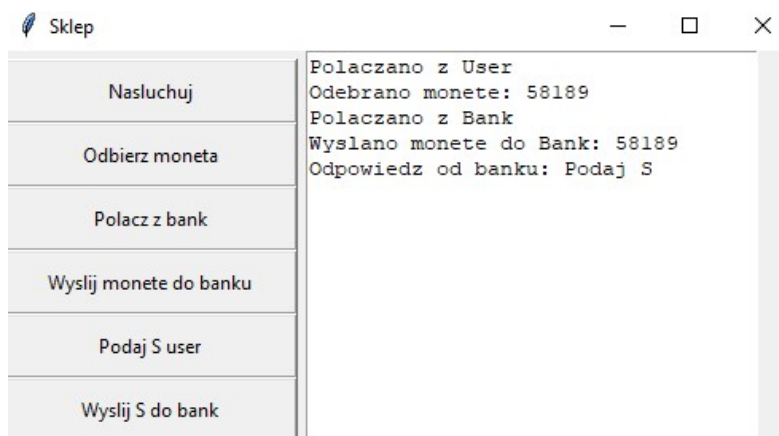 Sklep
Nasluchuj
Odbierz moneta
Polacz z bank
Wyslij monete do banku
Podaj S user
Wyslij S do bank
Polaczano z User
Odebrano monete: 58189
Polaczano z Bank
Wyslano monete do Bank: 58189
Odpowiedz od banku: Podaj S